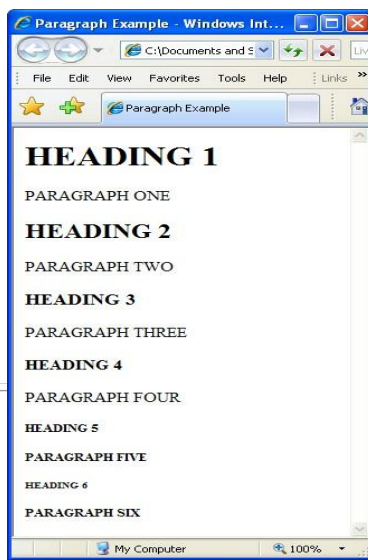 Paragraph Example - Windows Int...
C:\Documents and S
Liv
File Edit View Favorites Tools Help Links »
Paragraph Example
HEADING 1
PARAGRAPH ONE
HEADING 2
PARAGRAPH TWO
HEADING 3
PARAGRAPH THREE
HEADING 4
PARAGRAPH FOUR
HEADING 5
PARAGRAPH FIVE
HEADING 6
PARAGRAPH SIX
My Computer 100%